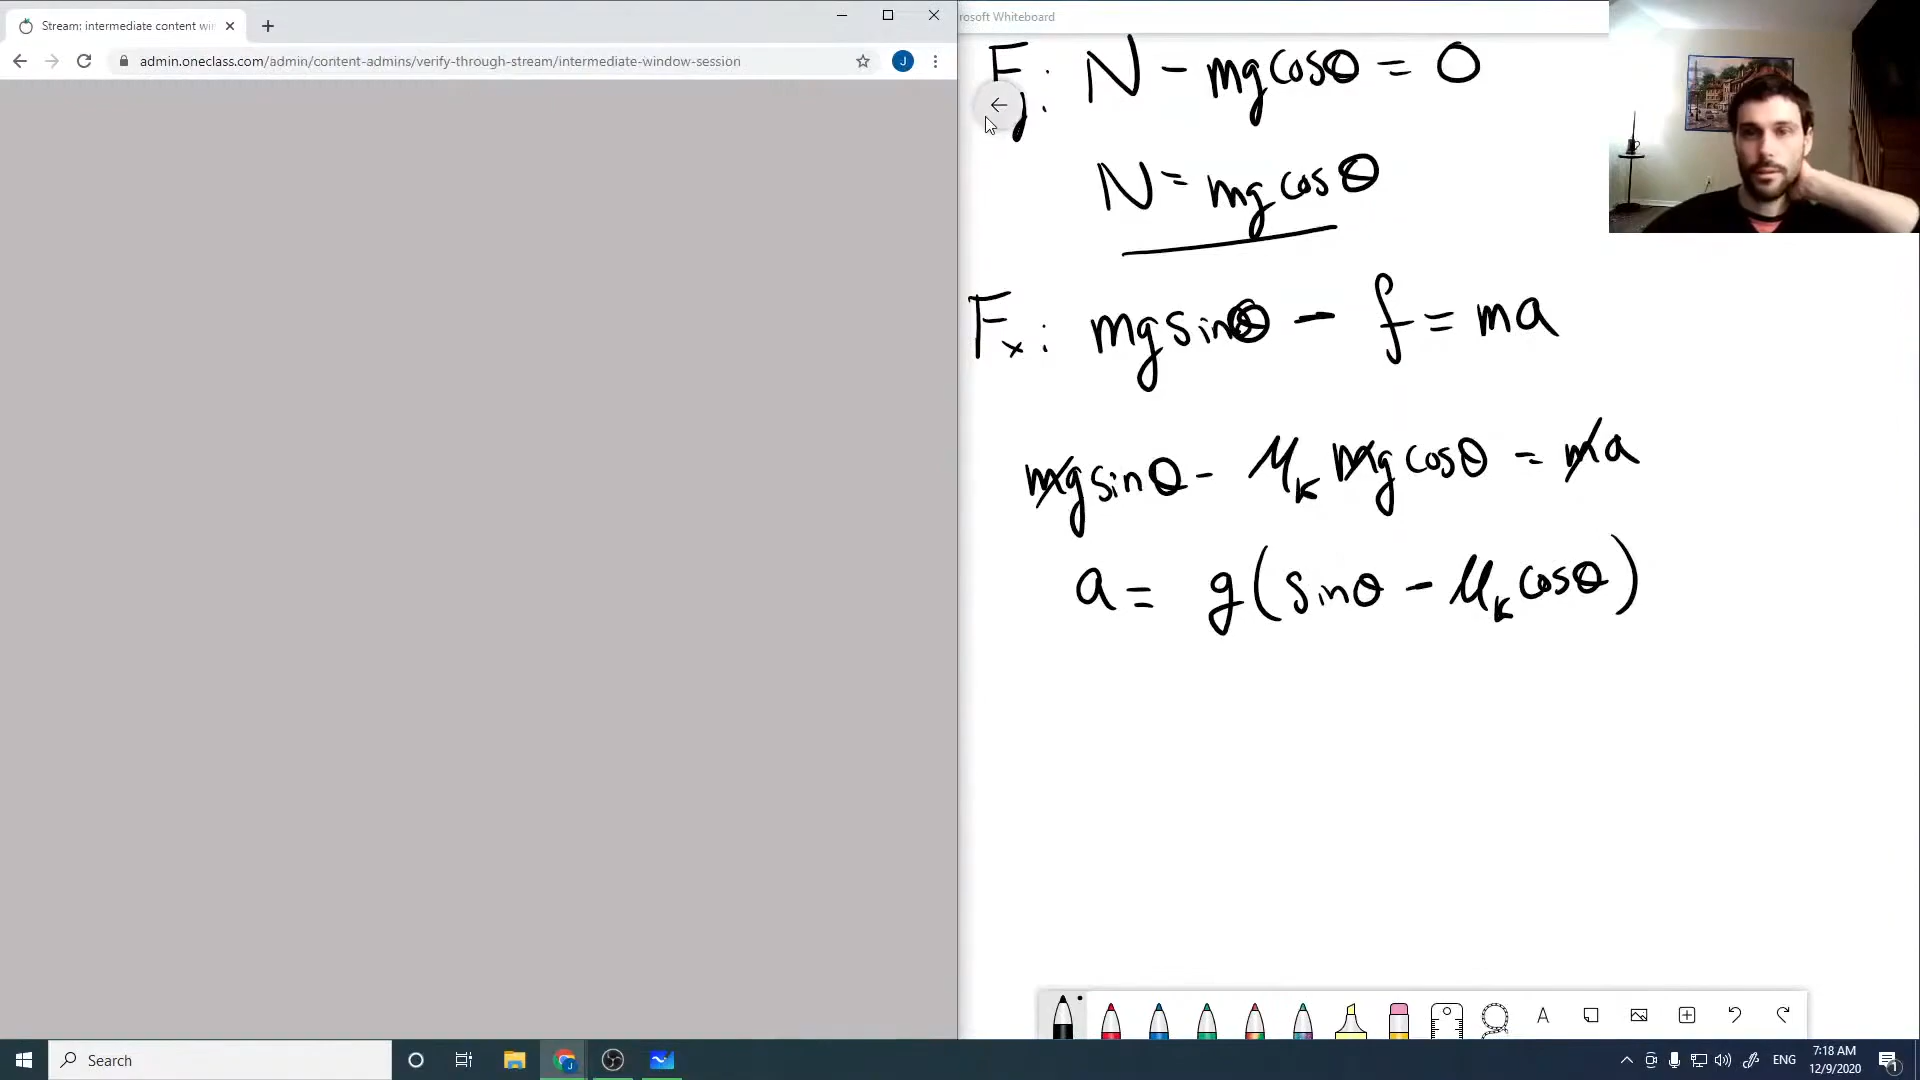 Stream: intermediate content wi
rosoft Whiteboard
admin.oneclass.com/admin/content-admins/verify-through-stream/intermediate-window-session
J
F_y: N - mg cosθ = 0
N = mg cosθ
F_x: mg sinθ - f = ma
mg sinθ - μ_k mg cosθ = ma
a = g(sinθ - μ_k cosθ)
A
Search
ENG
7:18 AM
12/9/2020
1